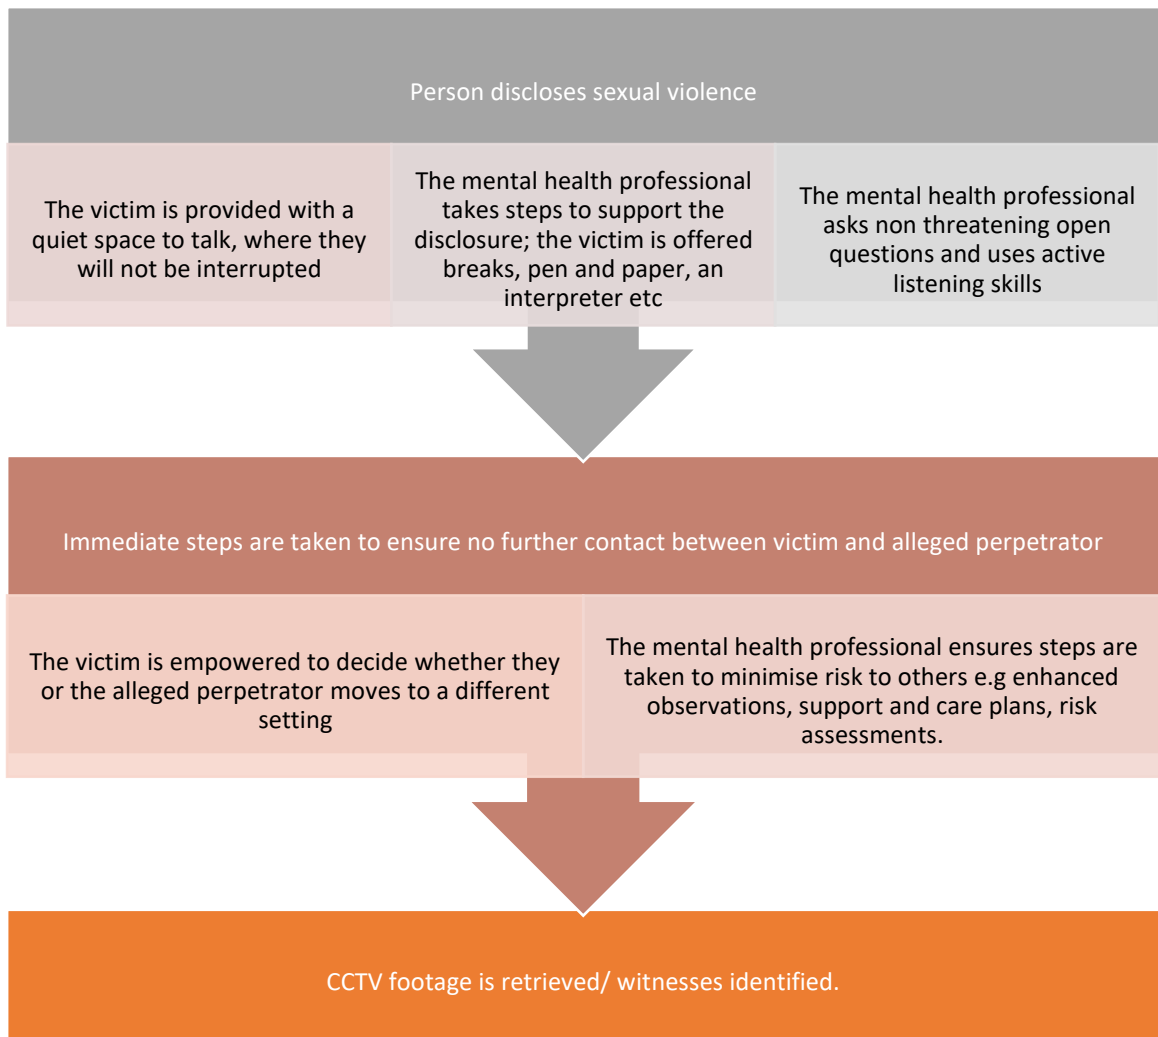 Person discloses sexual violence
The victim is provided with a
quiet space to talk, where they
will not be interrupted
The mental health professional
takes steps to support the
disclosure; the victim is offered
breaks, pen and paper, an
interpreter etc
The mental health professional
asks non threatening open
questions and uses active
listening skills
Immediate steps are taken to ensure no further contact between victim and alleged perpetrator
The victim is empowered to decide whether they
or the alleged perpetrator moves to a different
setting
The mental health professional ensures steps are
taken to minimise risk to others e.g enhanced
observations, support and care plans, risk
assessments.
CCTV footage is retrieved/ witnesses identified.